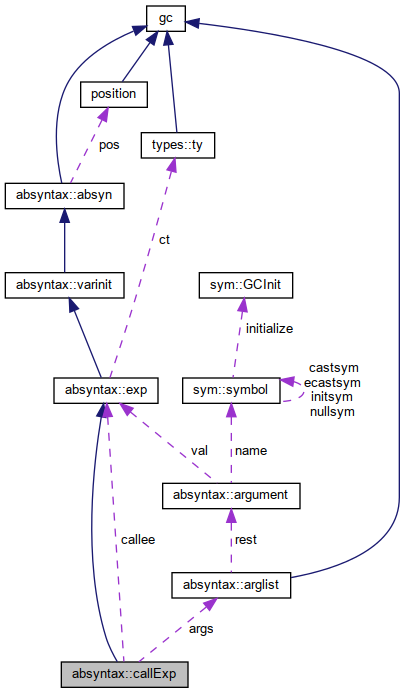 gc
position
types::ty
pos
absyntax::absyn
ct
absyntax::varinit
sym::GCInit
initialize
castsym
ecastsym
initsym
nullsym
absyntax::exp
sym::symbol
val
name
absyntax::argument
callee
rest
absyntax::arglist
args
absyntax::callExp